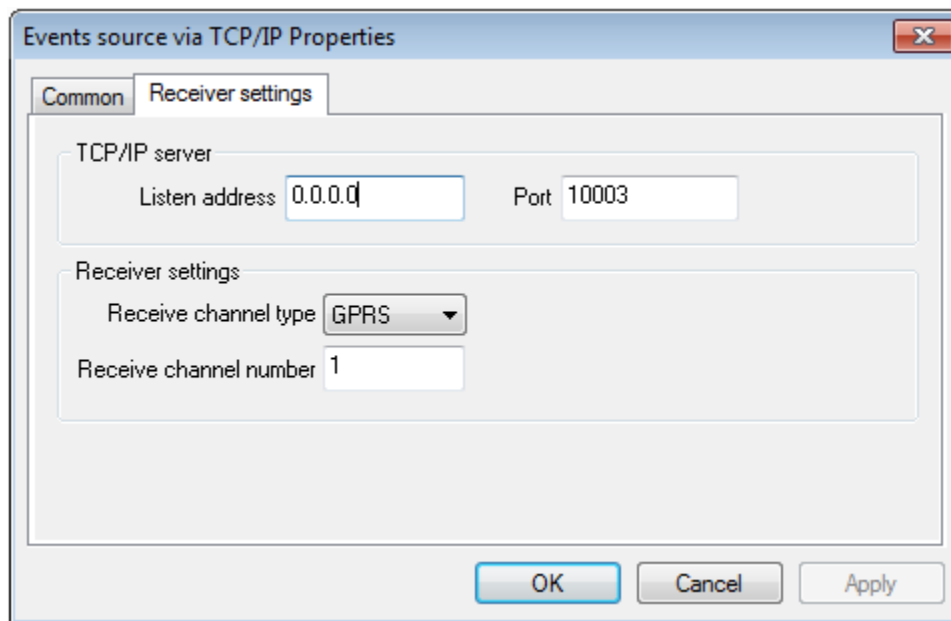 Events source via TCP/IP Properties
Common Receiver settings
TCP/IP server
Listen address 0.0.0.0 Port 10003
Receiver settings
Receive channel type GPRS
Receive channel number 1
OK Cancel Apply